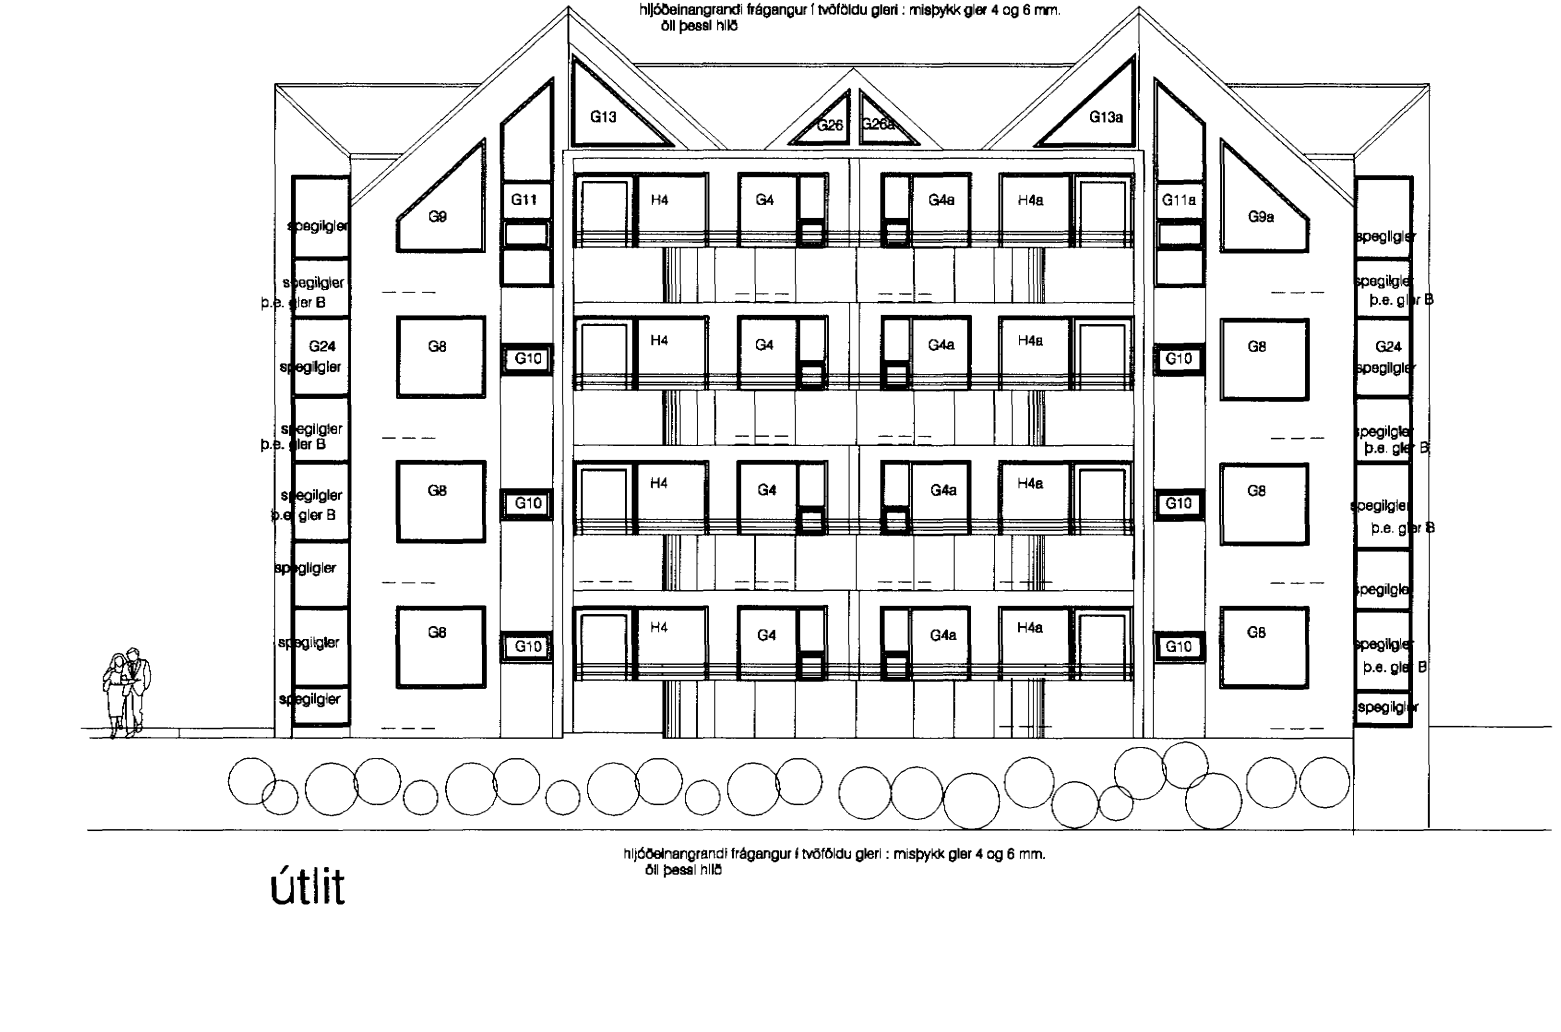 hljóðeinangrandi frágangur í tvöföldu gleri : misþykk gler 4 og 6 mm.
öll þessi hlið
G13
G26
G26a
G13a
spegilgler
G9
G11
H4
G4
G4a
H4a
G11a
G9a
spegilgler
spegilgler
þ.e. gler B
spegilgler
þ.e. gler B
G24
spegilgler
G8
G10
H4
G4
G4a
H4a
G10
G8
G24
spegilgler
spegilgler
þ.e. gler B
spegilgler
þ.e. gler B
spegilgler
þ.e. gler B
G8
G10
H4
G4
G4a
H4a
G10
G8
spegilgler
þ.e. gler B
spegilgler
spegilgler
spegilgler
G8
G10
H4
G4
G4a
H4a
G10
G8
spegilgler
þ.e. gler B
spegilgler
spegilgler
hljóðeinangrandi frágangur í tvöföldu gleri : misþykk gler 4 og 6 mm.
öll þessi hlið
útlit